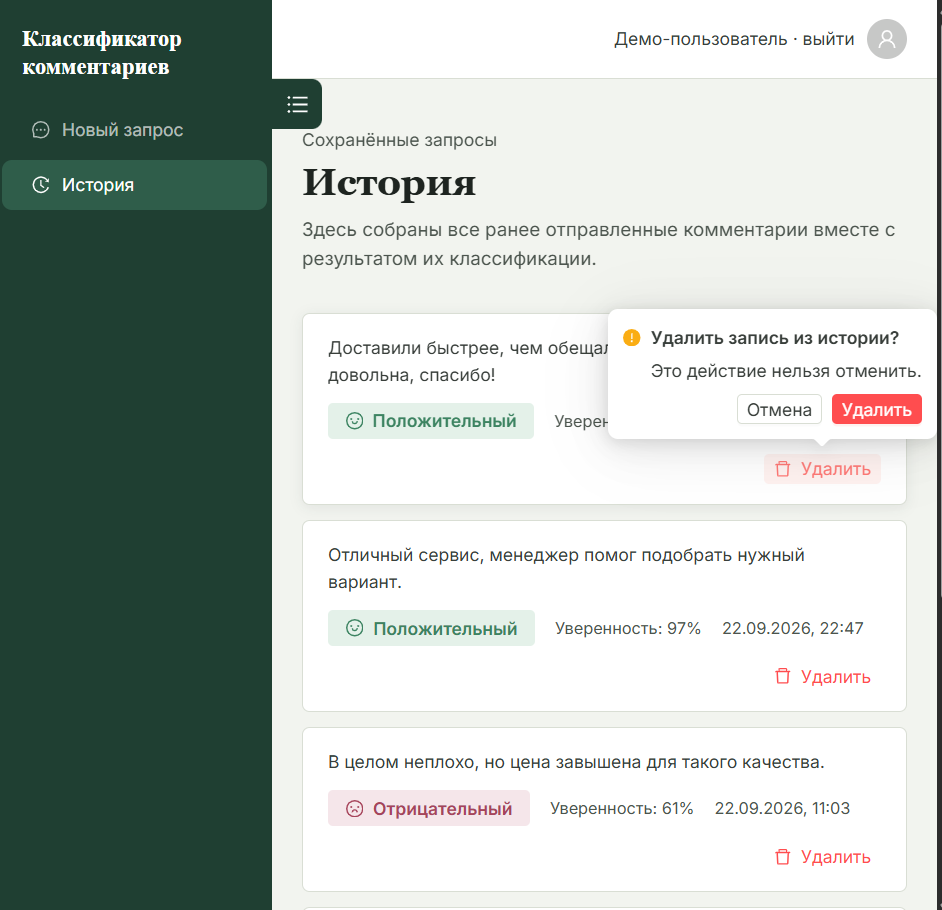 Классификатор
комментариев
Новый запрос
История
Демо-пользователь · выйти
Сохранённые запросы
История
Здесь собраны все ранее отправленные комментарии вместе с
результатом их классификации.
Доставили быстрее, чем
довольна, спасибо!
Положительный
Удалить запись из истории?
Это действие нельзя отменить.
Отмена
Удалить
Удалить
Отличный сервис, менеджер помог подобрать нужный
вариант.
Положительный
Уверенность: 97%
22.09.2026, 22:47
Удалить
В целом неплохо, но цена завышена для такого качества.
Отрицательный
Уверенность: 61%
22.09.2026, 11:03
Удалить